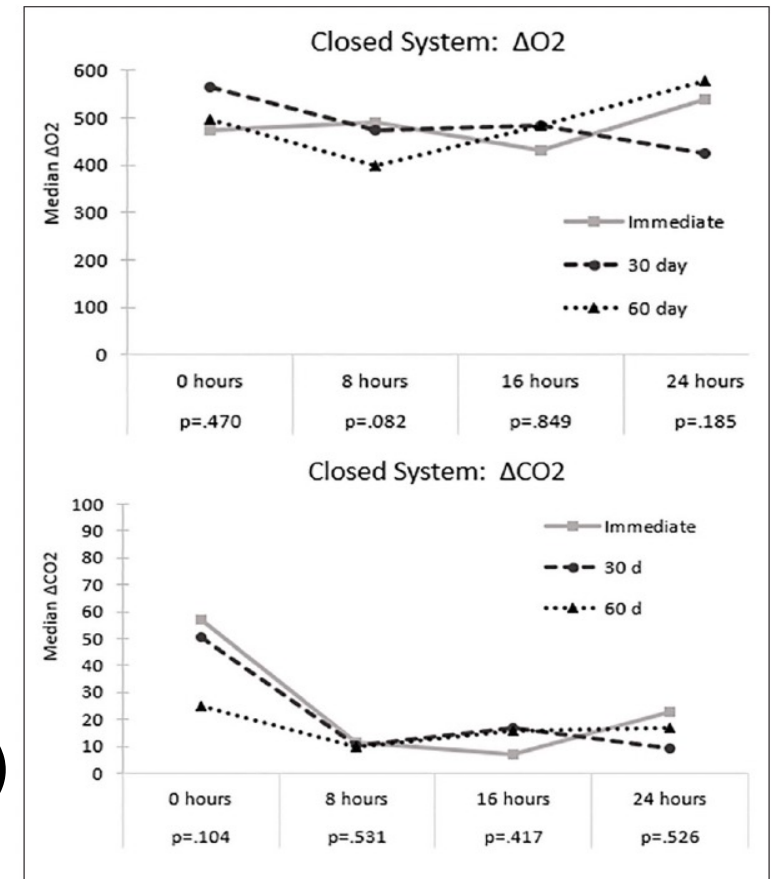 Closed System: ΔO2
600
500
400
300
200
100
0
Median ΔO2
Immediate
30 day
60 day
0 hours 8 hours 16 hours 24 hours
p=.470 p=.082 p=.849 p=.185
Closed System: ΔCO2
100
90
80
70
60
50
40
30
20
10
0
Median ΔCO2
Immediate
30 d
60 d
0 hours 8 hours 16 hours 24 hours
p=.104 p=.531 p=.417 p=.526